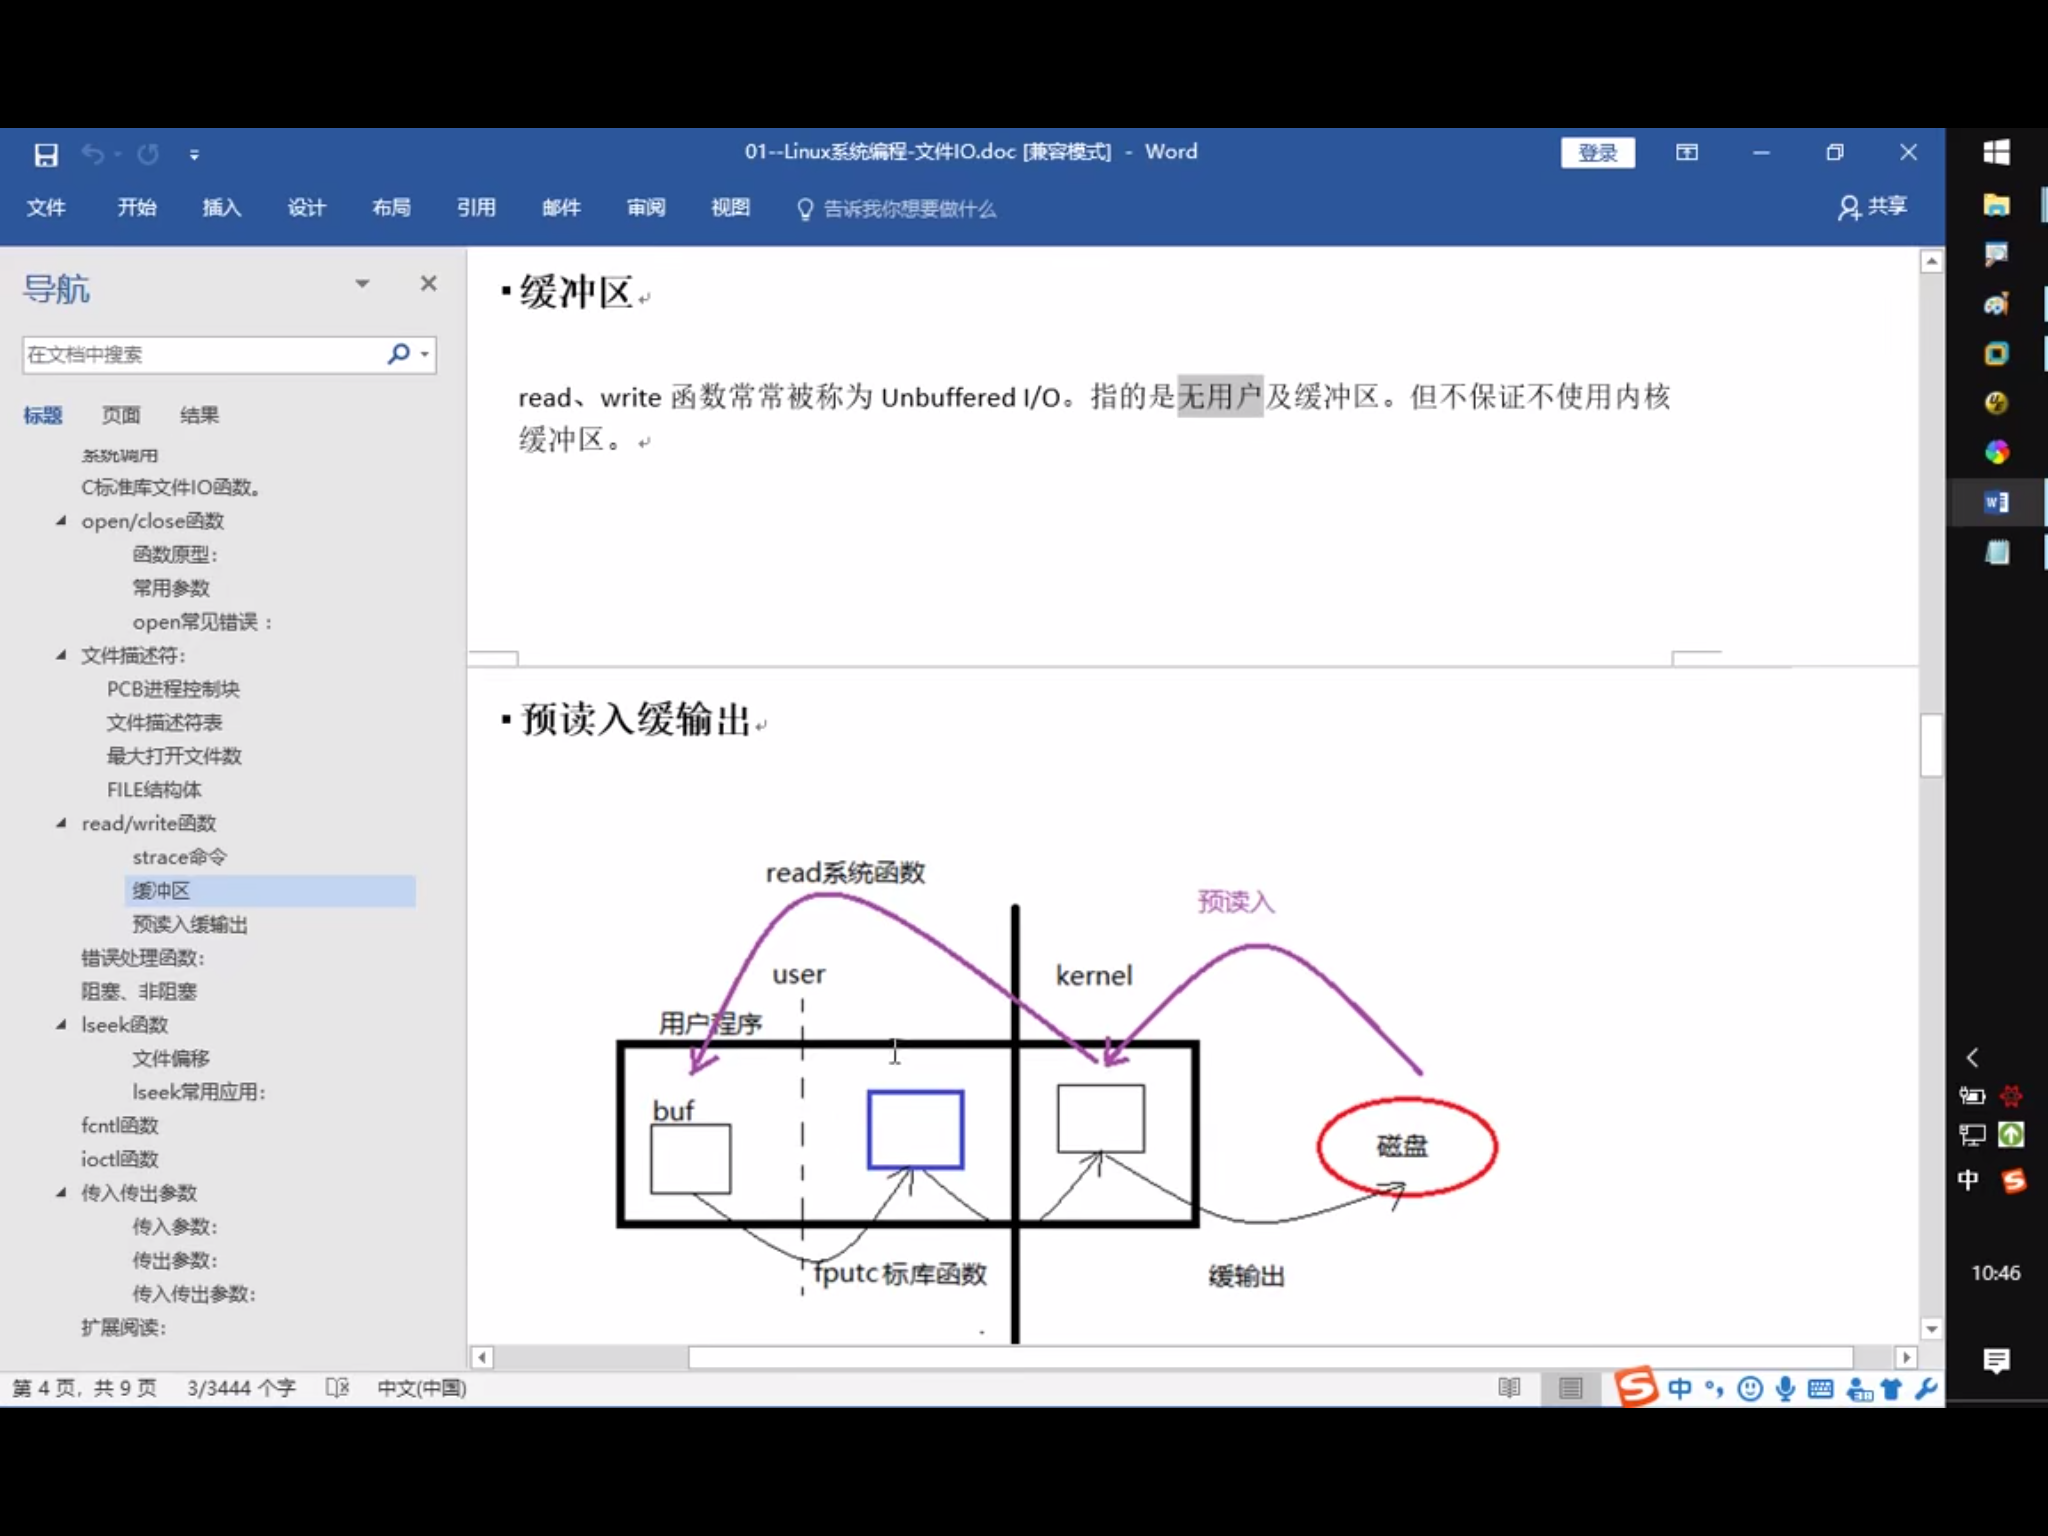 01--Linux系统编程-文件IO.doc [兼容模式] - Word
登录
文件 开始 插入 设计 布局 引用 邮件 审阅 视图 告诉我你想要做什么 共享
导航
在文档中搜索
标题 页面 结果
系统调用
C标准库文件IO函数。
open/close函数
函数原型:
常用参数
open常见错误 :
文件描述符:
PCB进程控制块
文件描述符表
最大打开文件数
FILE结构体
read/write函数
strace命令
缓冲区
预读入缓输出
错误处理函数:
阻塞、非阻塞
lseek函数
文件偏移
lseek常用应用:
fcntl函数
ioctl函数
传入传出参数
传入参数:
传出参数:
传入传出参数:
扩展阅读:
缓冲区
read、write 函数常常被称为 Unbuffered I/O。指的是无用户及缓冲区。但不保证不使用内核
缓冲区。
预读入缓输出
read系统函数
预读入
user
kernel
用户程序
buf
磁盘
fputc标库函数
缓输出
第 4 页，共 9 页 3/3444 个字 中文(中国)
中
中
10:46